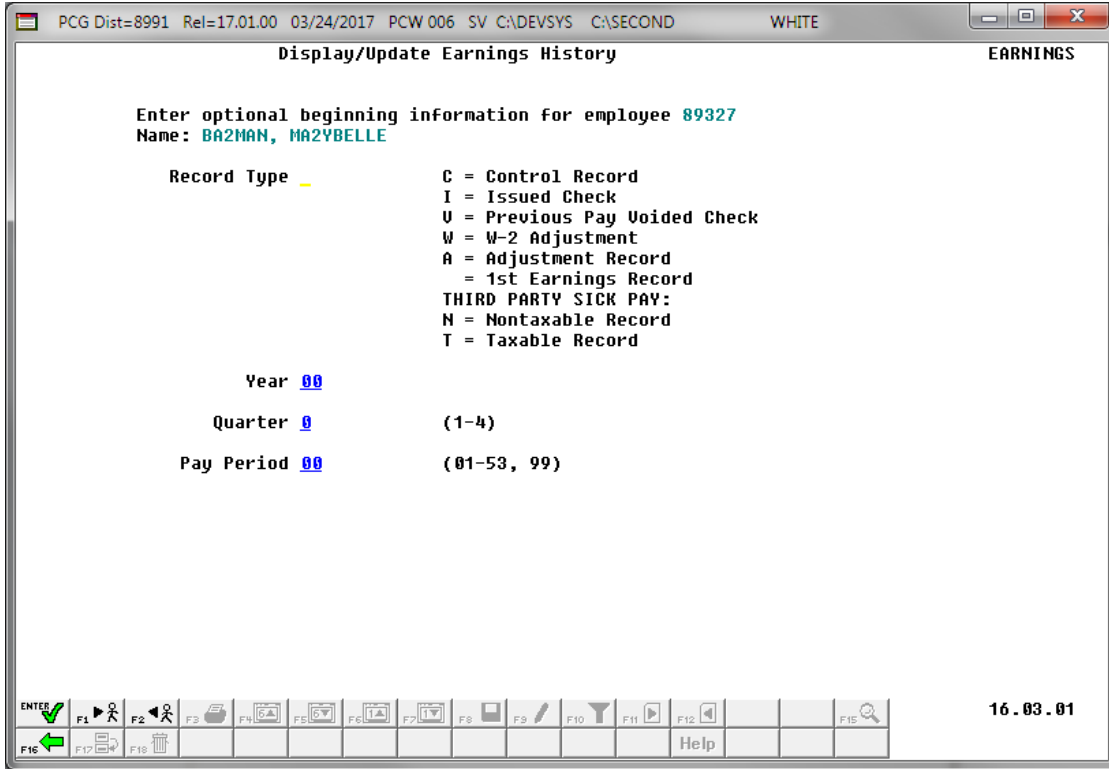 PCG Dist=8991 Rel=17.01.00 03/24/2017 PCW 006 SV C:\DEVSYS C:\SECOND WHITE
Display/Update Earnings History EARNINGS
Enter optional beginning information for employee 89327
Name: BA2MAN, MA2YBELLE
Record Type _ C = Control Record
I = Issued Check
V = Previous Pay Voided Check
W = W-2 Adjustment
A = Adjustment Record
= 1st Earnings Record
THIRD PARTY SICK PAY:
N = Nontaxable Record
T = Taxable Record
Year 00
Quarter 0 (1-4)
Pay Period 00 (01-53, 99)
ENTER F1 F2 F3 F4 6 F5 6 F6 1 F7 1 F8 F9 F10 F11 F12 F15 16.03.01
F16 F17 F18 Help